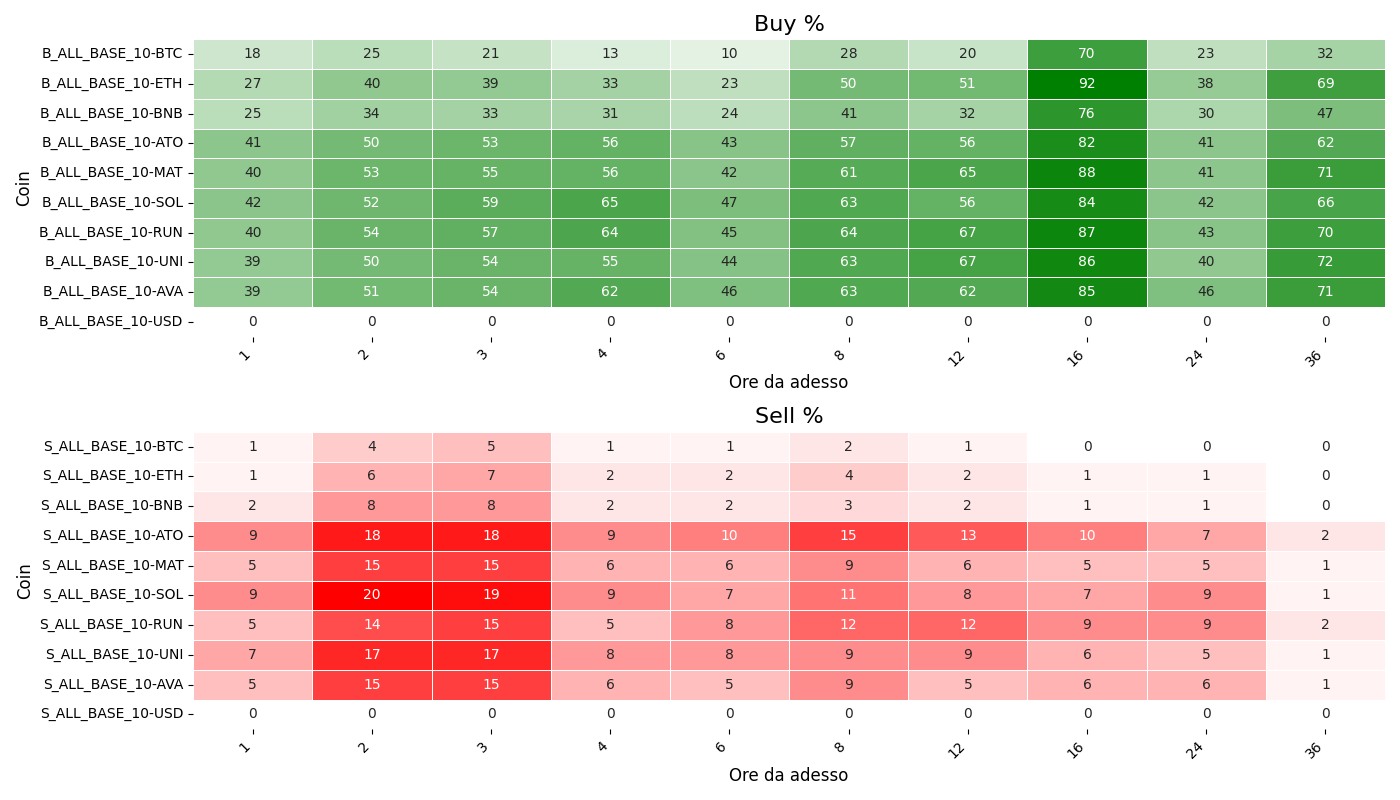 Buy %
Coin
B_ALL_BASE_10-BTC 18 25 21 13 10 28 20 70 23 32
B_ALL_BASE_10-ETH 27 40 39 33 23 50 51 92 38 69
B_ALL_BASE_10-BNB 25 34 33 31 24 41 32 76 30 47
B_ALL_BASE_10-ATO 41 50 53 56 43 57 56 82 41 62
B_ALL_BASE_10-MAT 40 53 55 56 42 61 65 88 41 71
B_ALL_BASE_10-SOL 42 52 59 65 47 63 56 84 42 66
B_ALL_BASE_10-RUN 40 54 57 64 45 64 67 87 43 70
B_ALL_BASE_10-UNI 39 50 54 55 44 63 67 86 40 72
B_ALL_BASE_10-AVA 39 51 54 62 46 63 62 85 46 71
B_ALL_BASE_10-USD 0 0 0 0 0 0 0 0 0 0
1 2 3 4 6 8 12 16 24 36
Ore da adesso
Sell %
Coin
S_ALL_BASE_10-BTC 1 4 5 1 1 2 1 0 0 0
S_ALL_BASE_10-ETH 1 6 7 2 2 4 2 1 1 0
S_ALL_BASE_10-BNB 2 8 8 2 2 3 2 1 1 0
S_ALL_BASE_10-ATO 9 18 18 9 10 15 13 10 7 2
S_ALL_BASE_10-MAT 5 15 15 6 6 9 6 5 5 1
S_ALL_BASE_10-SOL 9 20 19 9 7 11 8 7 9 1
S_ALL_BASE_10-RUN 5 14 15 5 8 12 12 9 9 2
S_ALL_BASE_10-UNI 7 17 17 8 8 9 9 6 5 1
S_ALL_BASE_10-AVA 5 15 15 6 5 9 5 6 6 1
S_ALL_BASE_10-USD 0 0 0 0 0 0 0 0 0 0
1 2 3 4 6 8 12 16 24 36
Ore da adesso